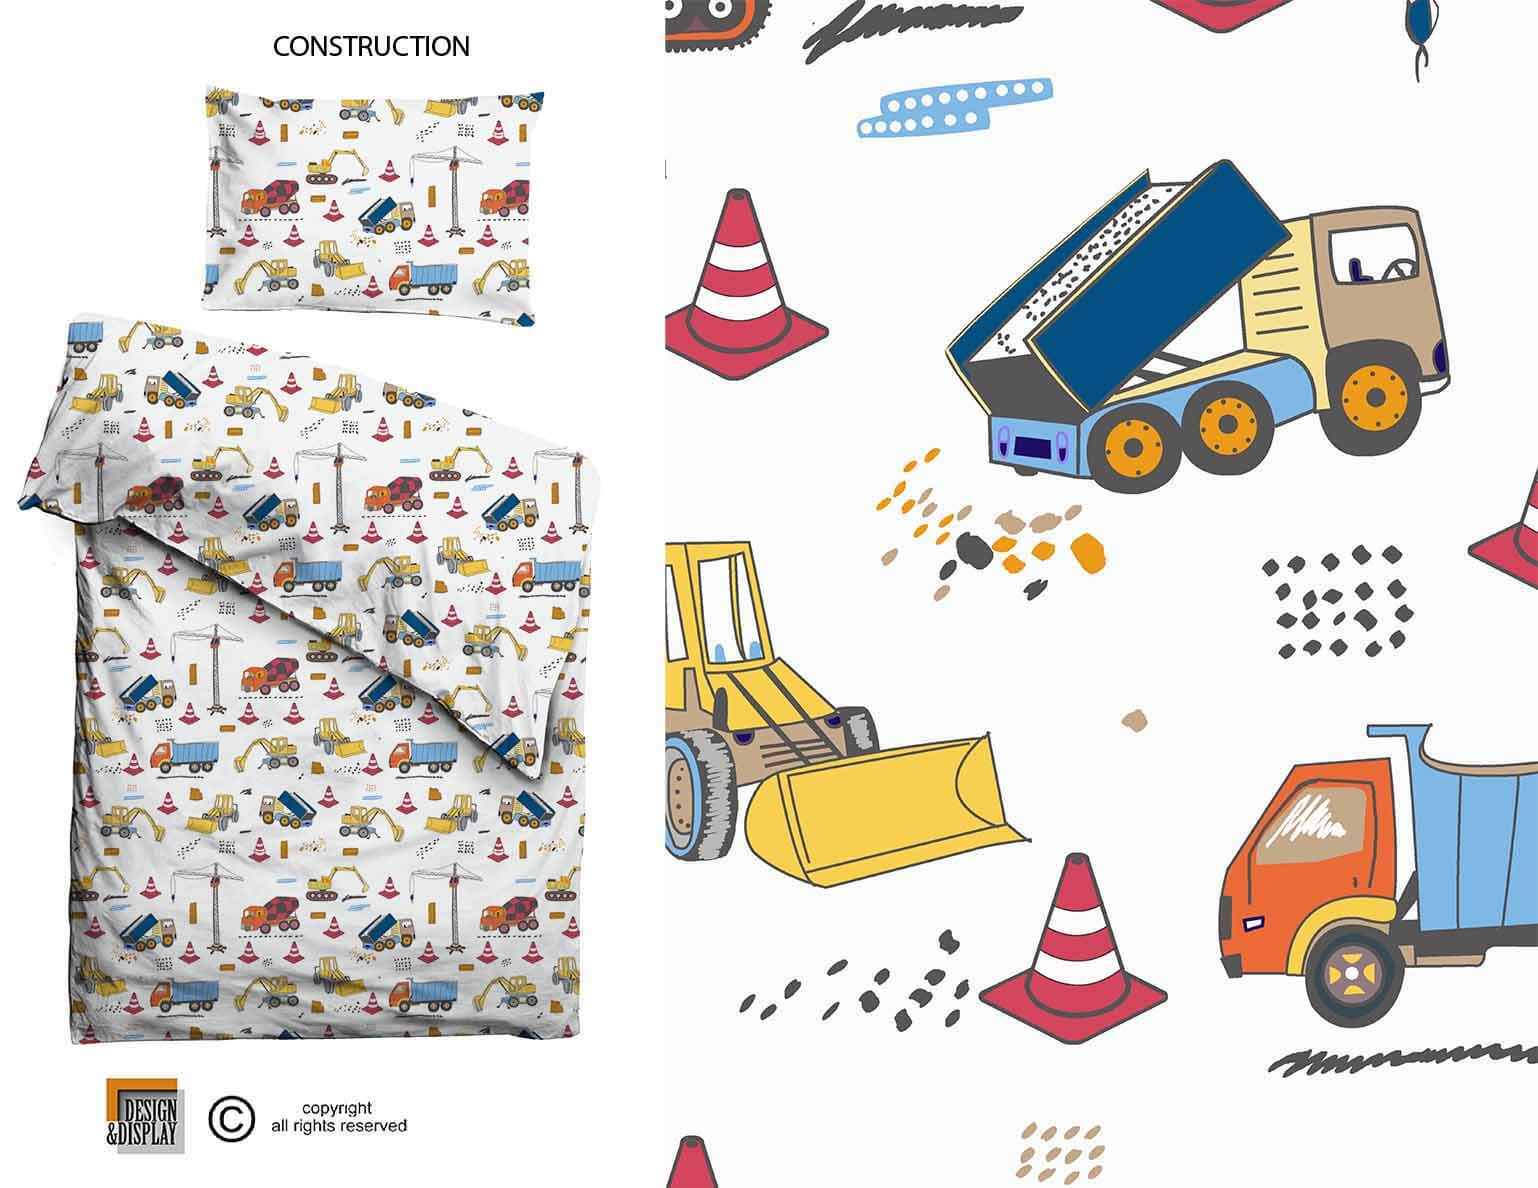 CONSTRUCTION
DESIGN
&DISPLAY
©
copyright
all rights reserved